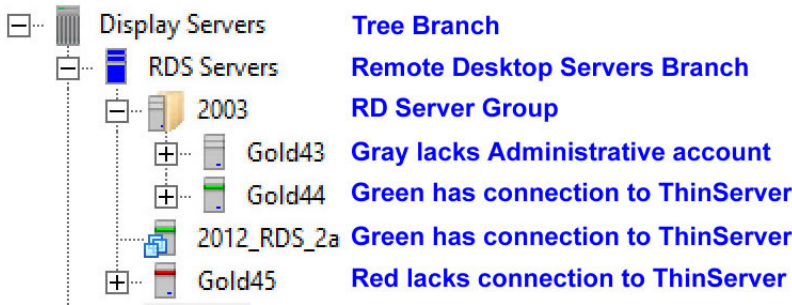 Display Servers Tree Branch
RDS Servers Remote Desktop Servers Branch
2003 RD Server Group
Gold43 Gray lacks Administrative account
Gold44 Green has connection to ThinServer
2012_RDS_2a Green has connection to ThinServer
Gold45 Red lacks connection to ThinServer